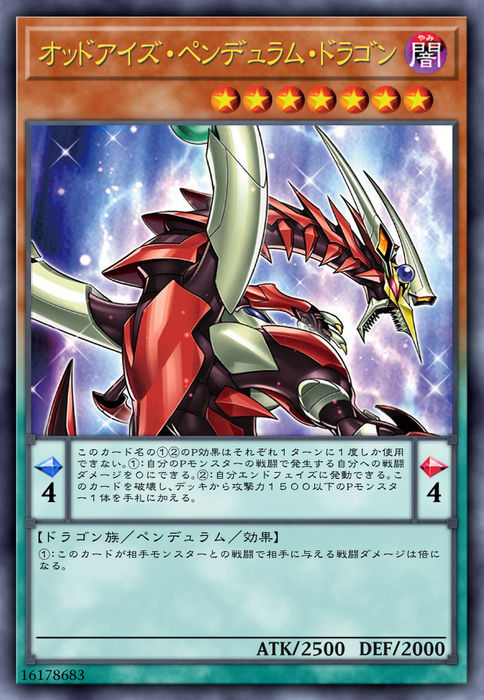 オッドアイズ・ペンデュラム・ドラゴン
やみ
闇
このカード名の①②のP効果はそれぞれ1ターンに1度しか使用
できない。①:自分のPモンスターの戦闘で発生する自分への戦闘
ダメージを0にできる。②:自分エンドフェイズに発動できる。こ
のカードを破壊し、デッキから攻撃力1500以下のPモンスタ
ー1体を手札に加える。
4
4
【ドラゴン族/ペンデュラム/効果】
①:このカードが相手モンスターとの戦闘で相手に与える戦闘ダメージは倍に
なる。
ATK/2500 DEF/2000
16178683